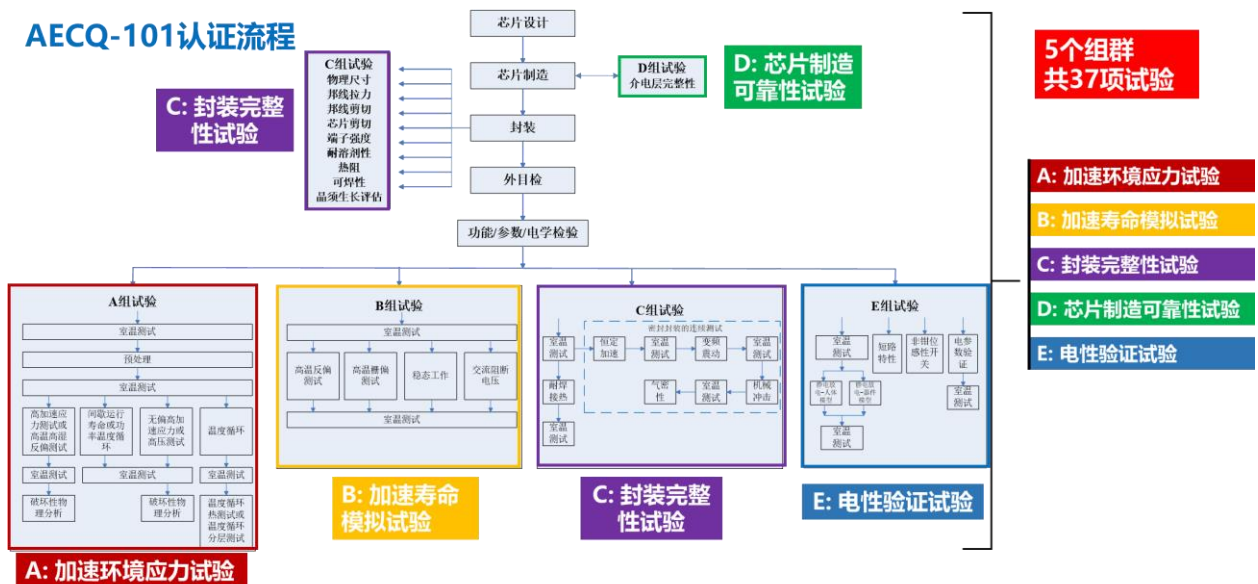 AECQ-101认证流程
芯片设计
芯片制造
封装
外目检
功能/参数/电学检验
C组试验
物理尺寸
邦线拉力
邦线剪切
芯片剪切
端子强度
耐溶剂性
热阻
可焊性
晶须生长评估
C: 封装完整
性试验
D组试验
介电层完整性
D: 芯片制造
可靠性试验
5个组群
共37项试验
A: 加速环境应力试验
B: 加速寿命模拟试验
C: 封装完整性试验
D: 芯片制造可靠性试验
E: 电性验证试验
A组试验
室温测试
预处理
室温测试
高加速应
力测试或
高温高湿
反偏测试
间歇运行
寿命或功
率温度循
环
无偏高加
速应力或
高压测试
温度循环
室温测试
室温测试
室温测试
破坏性物
理分析
破坏性物
理分析
温度循环
热测试或
温度循环
分层测试
A: 加速环境应力试验
B组试验
室温测试
高温反偏
测试
高温栅偏
测试
稳态工作
交流阻断
电压
室温测试
B: 加速寿命
模拟试验
C组试验
密封封装的连续测试
室温
测试
恒定
加速
室温
测试
变频
震动
室温
测试
耐焊
接热
气密
性
室温
测试
机械
冲击
室温
测试
C: 封装完整
性试验
E组试验
室温
测试
短路
特性
非钳位
感性开
关
电参
数验
证
静电放
电-人体
模型
静电放
电-器件
模型
室温
测试
室温
测试
E: 电性验证试验